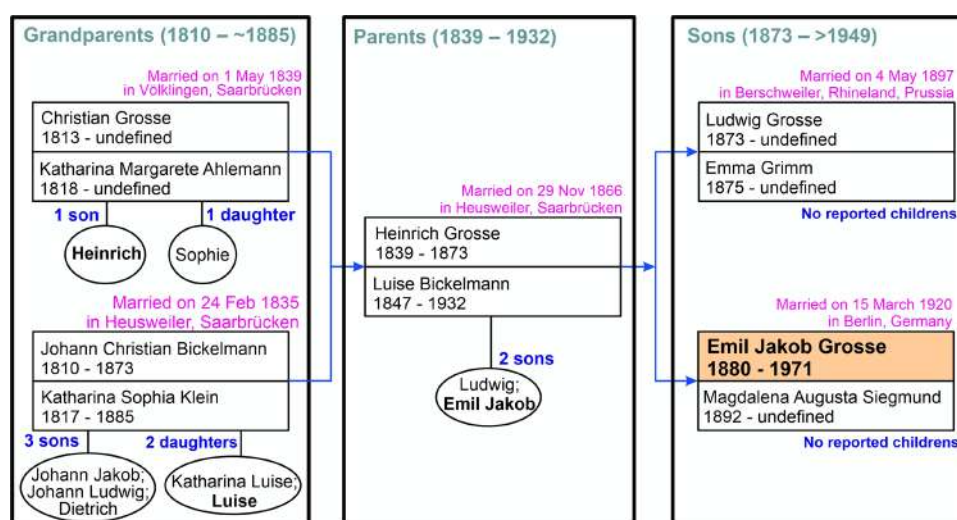 Grandparents (1810 – ~1885)
Married on 1 May 1839
in Völklingen, Saarbrücken
Christian Grosse
1813 - undefined
Katharina Margarete Ahlemann
1818 - undefined
1 son
1 daughter
Heinrich
Sophie
Married on 24 Feb 1835
in Heusweiler, Saarbrücken
Johann Christian Bickelmann
1810 - 1873
Katharina Sophia Klein
1817 - 1885
3 sons
2 daughters
Johann Jakob;
Johann Ludwig;
Dietrich
Katharina Luise;
Luise
Parents (1839 – 1932)
Married on 29 Nov 1866
in Heusweiler, Saarbrücken
Heinrich Grosse
1839 - 1873
Luise Bickelmann
1847 - 1932
2 sons
Ludwig;
Emil Jakob
Sons (1873 – >1949)
Married on 4 May 1897
in Berschweiler, Rhineland, Prussia
Ludwig Grosse
1873 - undefined
Emma Grimm
1875 - undefined
No reported childrens
Married on 15 March 1920
in Berlin, Germany
Emil Jakob Grosse
1880 - 1971
Magdalena Augusta Siegmund
1892 - undefined
No reported childrens